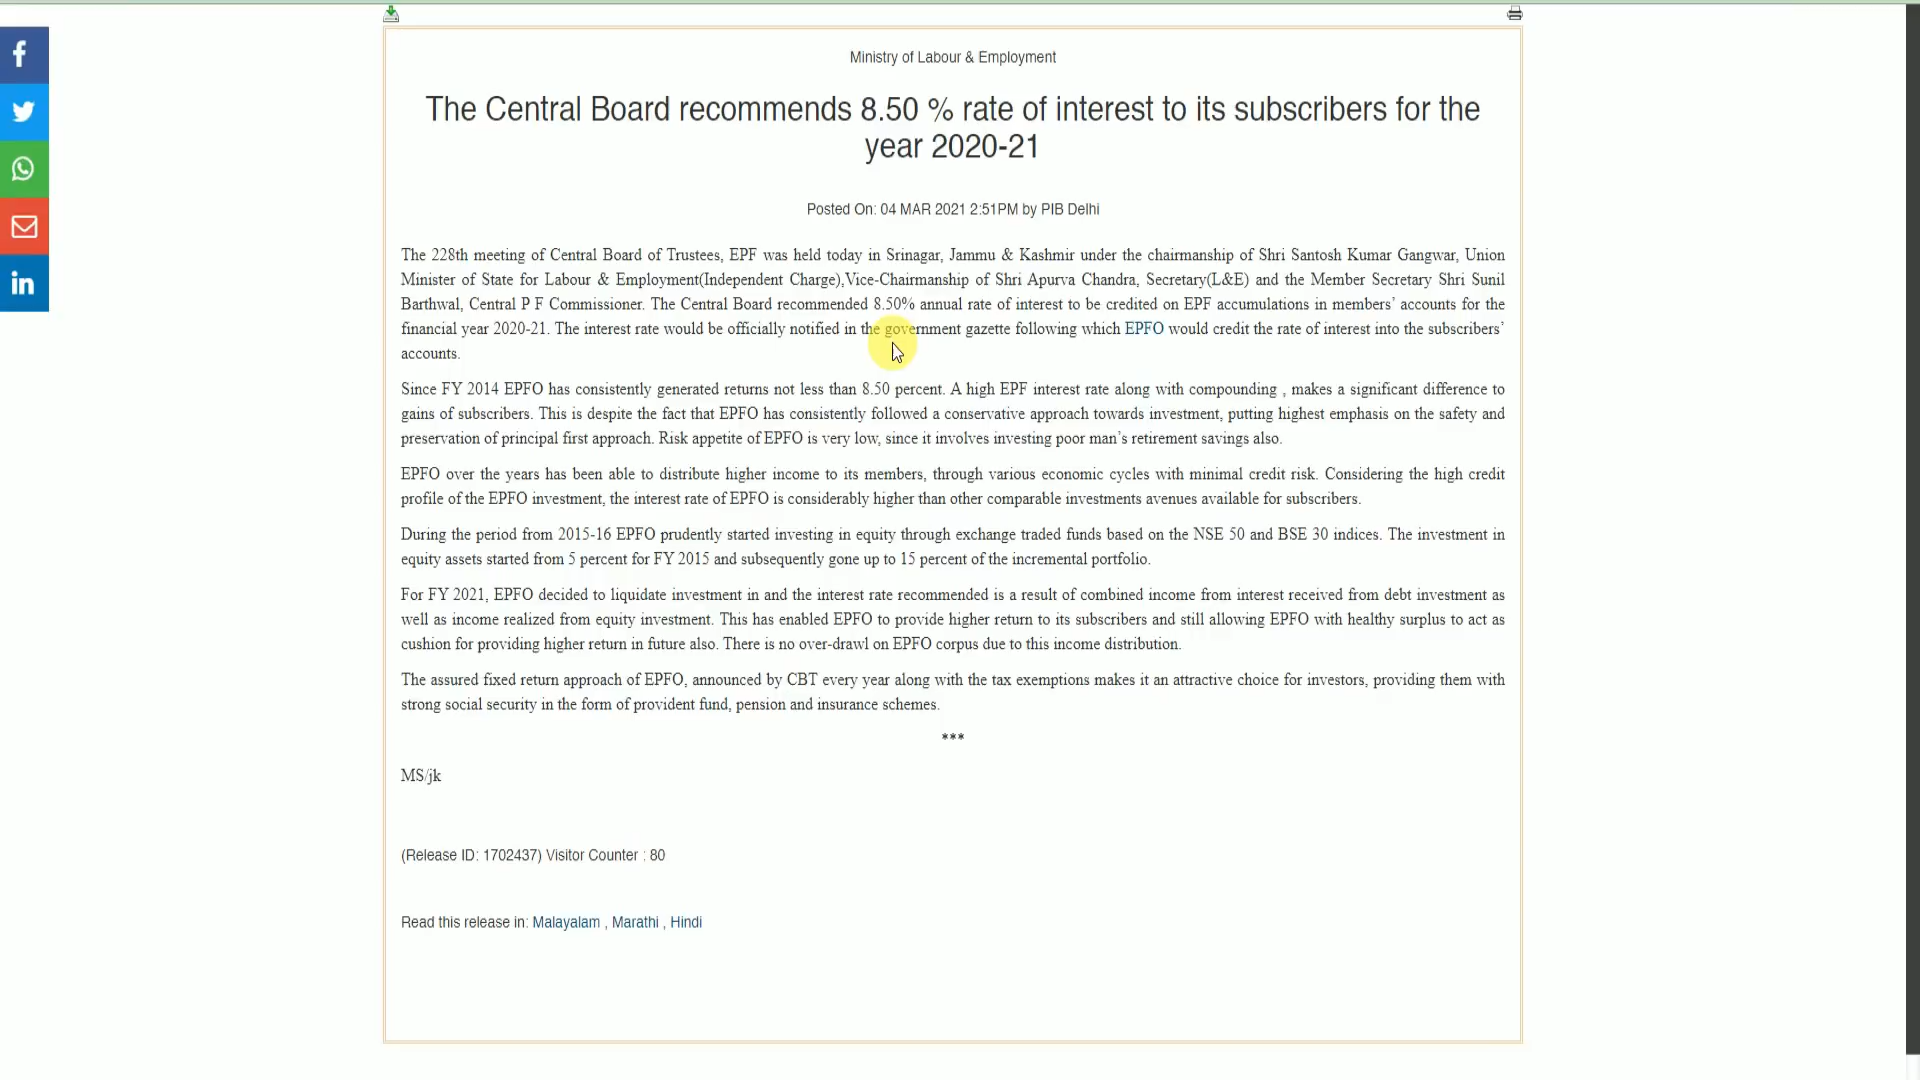 Ministry of Labour & Employment
The Central Board recommends 8.50 % rate of interest to its subscribers for the
year 2020-21
Posted On: 04 MAR 2021 2:51PM by PIB Delhi
The 228th meeting of Central Board of Trustees, EPF was held today in Srinagar, Jammu & Kashmir under the chairmanship of Shri Santosh Kumar Gangwar, Union
Minister of State for Labour & Employment(Independent Charge),Vice-Chairmanship of Shri Apurva Chandra, Secretary(L&E) and the Member Secretary Shri Sunil
Barthwal, Central P F Commissioner. The Central Board recommended 8.50% annual rate of interest to be credited on EPF accumulations in members’ accounts for the
financial year 2020-21. The interest rate would be officially notified in the government gazette following which EPFO would credit the rate of interest into the subscribers’
accounts.
Since FY 2014 EPFO has consistently generated returns not less than 8.50 percent. A high EPF interest rate along with compounding , makes a significant difference to
gains of subscribers. This is despite the fact that EPFO has consistently followed a conservative approach towards investment, putting highest emphasis on the safety and
preservation of principal first approach. Risk appetite of EPFO is very low, since it involves investing poor man’s retirement savings also.
EPFO over the years has been able to distribute higher income to its members, through various economic cycles with minimal credit risk. Considering the high credit
profile of the EPFO investment, the interest rate of EPFO is considerably higher than other comparable investments avenues available for subscribers.
During the period from 2015-16 EPFO prudently started investing in equity through exchange traded funds based on the NSE 50 and BSE 30 indices. The investment in
equity assets started from 5 percent for FY 2015 and subsequently gone up to 15 percent of the incremental portfolio.
For FY 2021, EPFO decided to liquidate investment in and the interest rate recommended is a result of combined income from interest received from debt investment as
well as income realized from equity investment. This has enabled EPFO to provide higher return to its subscribers and still allowing EPFO with healthy surplus to act as
cushion for providing higher return in future also. There is no over-drawl on EPFO corpus due to this income distribution.
The assured fixed return approach of EPFO, announced by CBT every year along with the tax exemptions makes it an attractive choice for investors, providing them with
strong social security in the form of provident fund, pension and insurance schemes.
***
MS/jk
(Release ID: 1702437) Visitor Counter : 80
Read this release in: Malayalam , Marathi , Hindi